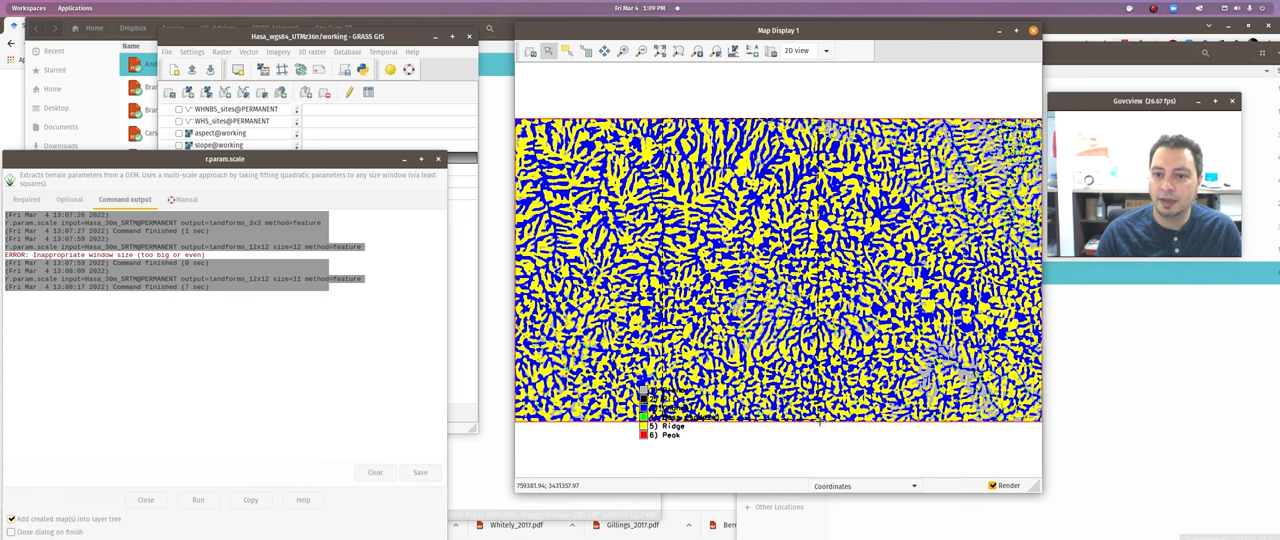 Workspaces Applications
Fri Mar 4 1:09 PM
Home Dropbox
Recent
Starred
Home
Desktop
Documents
Downloads
Name
Hasa_wgs84_UTMz36n/working - GRASS GIS
File Settings Raster Vector Imagery 3D raster Database Temporal Help
WHNBS_sites@PERMANENT
WHS_sites@PERMANENT
aspect@working
slope@working
r.param.scale
Extracts terrain parameters from a DEM. Uses a multi-scale approach by taking fitting quadratic parameters to any size window (via least
squares).
Required Optional Command output Manual
(Fri Mar 4 13:07:26 2022)
r.param.scale input=Hasa_30m_SRTM@PERMANENT output=landforms_3x3 method=feature
(Fri Mar 4 13:07:27 2022) Command finished (1 sec)
(Fri Mar 4 13:07:59 2022)
r.param.scale input=Hasa_30m_SRTM@PERMANENT output=landforms_12x12 size=12 method=feature
ERROR: Inappropriate window size (too big or even)
(Fri Mar 4 13:07:59 2022) Command finished (0 sec)
(Fri Mar 4 13:08:09 2022)
r.param.scale input=Hasa_30m_SRTM@PERMANENT output=landforms_12x12 size=11 method=feature
(Fri Mar 4 13:08:17 2022) Command finished (7 sec)
Clear Save
Close Run Copy Help
Add created map(s) into layer tree
Close dialog on finish
Map Display 1
2D view
5) Ridge
6) Peak
759381.94; 3431357.97
Coordinates
Render
Guvcview (26.67 fps)
Other Locations
Whitely_2017.pdf
Gillings_2017.pdf